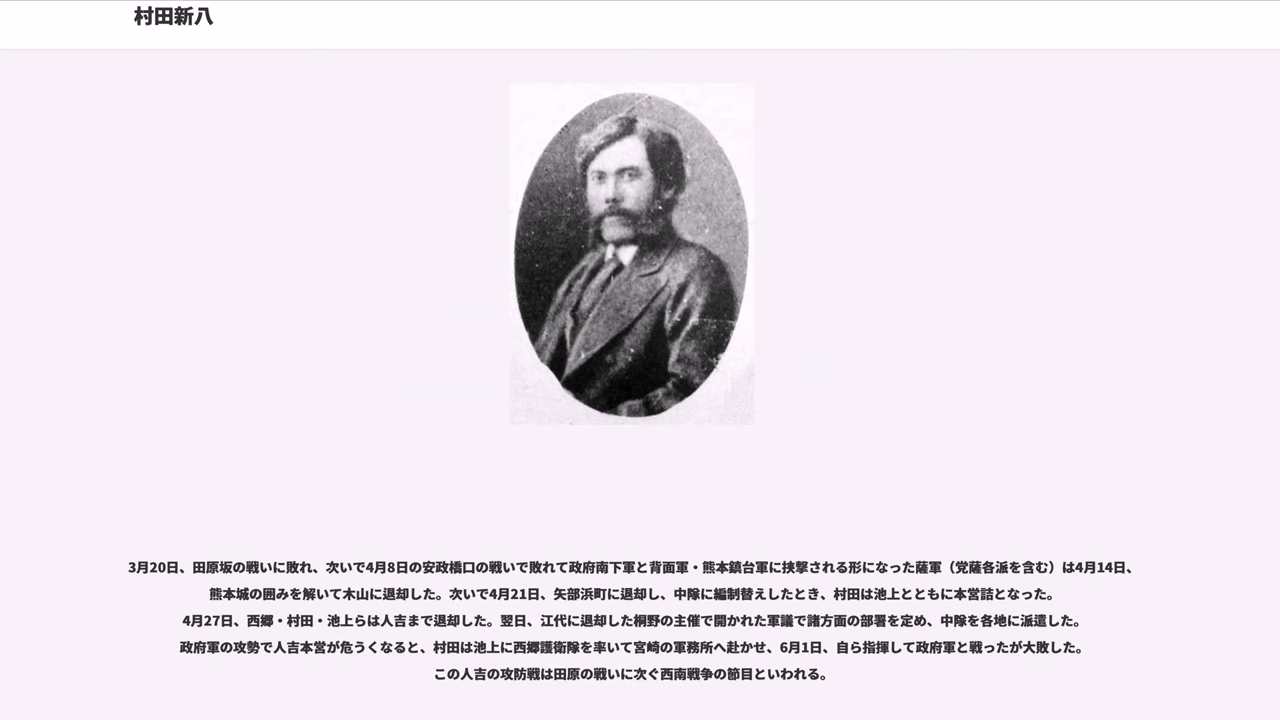 村田新八
3月20日、田原坂の戦いに敗れ、次いで4月8日の安政橋口の戦いで敗れて政府南下軍と背面軍・熊本鎮台軍に挟撃される形になった薩軍（党薩各派を含む）は4月14日、
熊本城の囲みを解いて木山に退却した。次いで4月21日、矢部浜町に退却し、中隊に編制替えしたとき、村田は池上とともに本営詰となった。
4月27日、西郷・村田・池上らは人吉まで退却した。翌日、江代に退却した桐野の主催で開かれた軍議で諸方面の部署を定め、中隊を各地に派遣した。
政府軍の攻勢で人吉本営が危うくなると、村田は池上に西郷護衛隊を率いて宮崎の軍務所へ赴かせ、6月1日、自ら指揮して政府軍と戦ったが大敗した。
この人吉の攻防戦は田原の戦いに次ぐ西南戦争の節目といわれる。